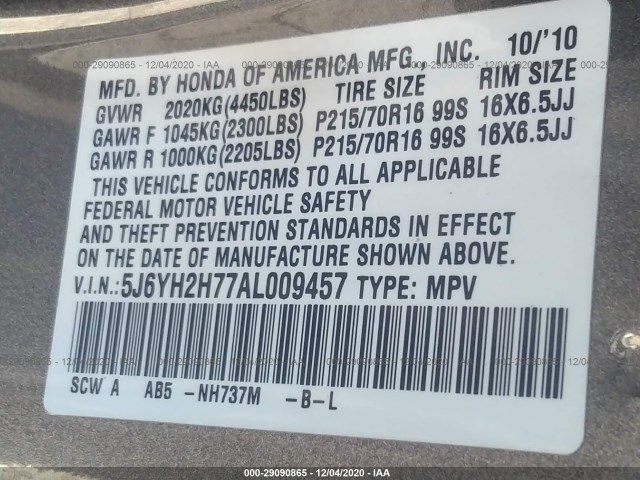 MFD. BY HONDA OF AMERICA MFG. INC. 10/'10
GVWR 2020KG(4450LBS) TIRE SIZE RIM SIZE
GAWR F 1045KG(2300LBS) P215/70R16 99S 16X6.5JJ
GAWR R 1000KG(2205LBS) P215/70R16 99S 16X6.5JJ
THIS VEHICLE CONFORMS TO ALL APPLICABLE
FEDERAL MOTOR VEHICLE SAFETY
AND THEFT PREVENTION STANDARDS IN EFFECT
ON THE DATE OF MANUFACTURE SHOWN ABOVE.
V.I.N.:5J6YH2H77AL009457 TYPE: MPV
SCW A AB5 -NH737M -B-L
000-29090865 - 12/04/2020 - IAA